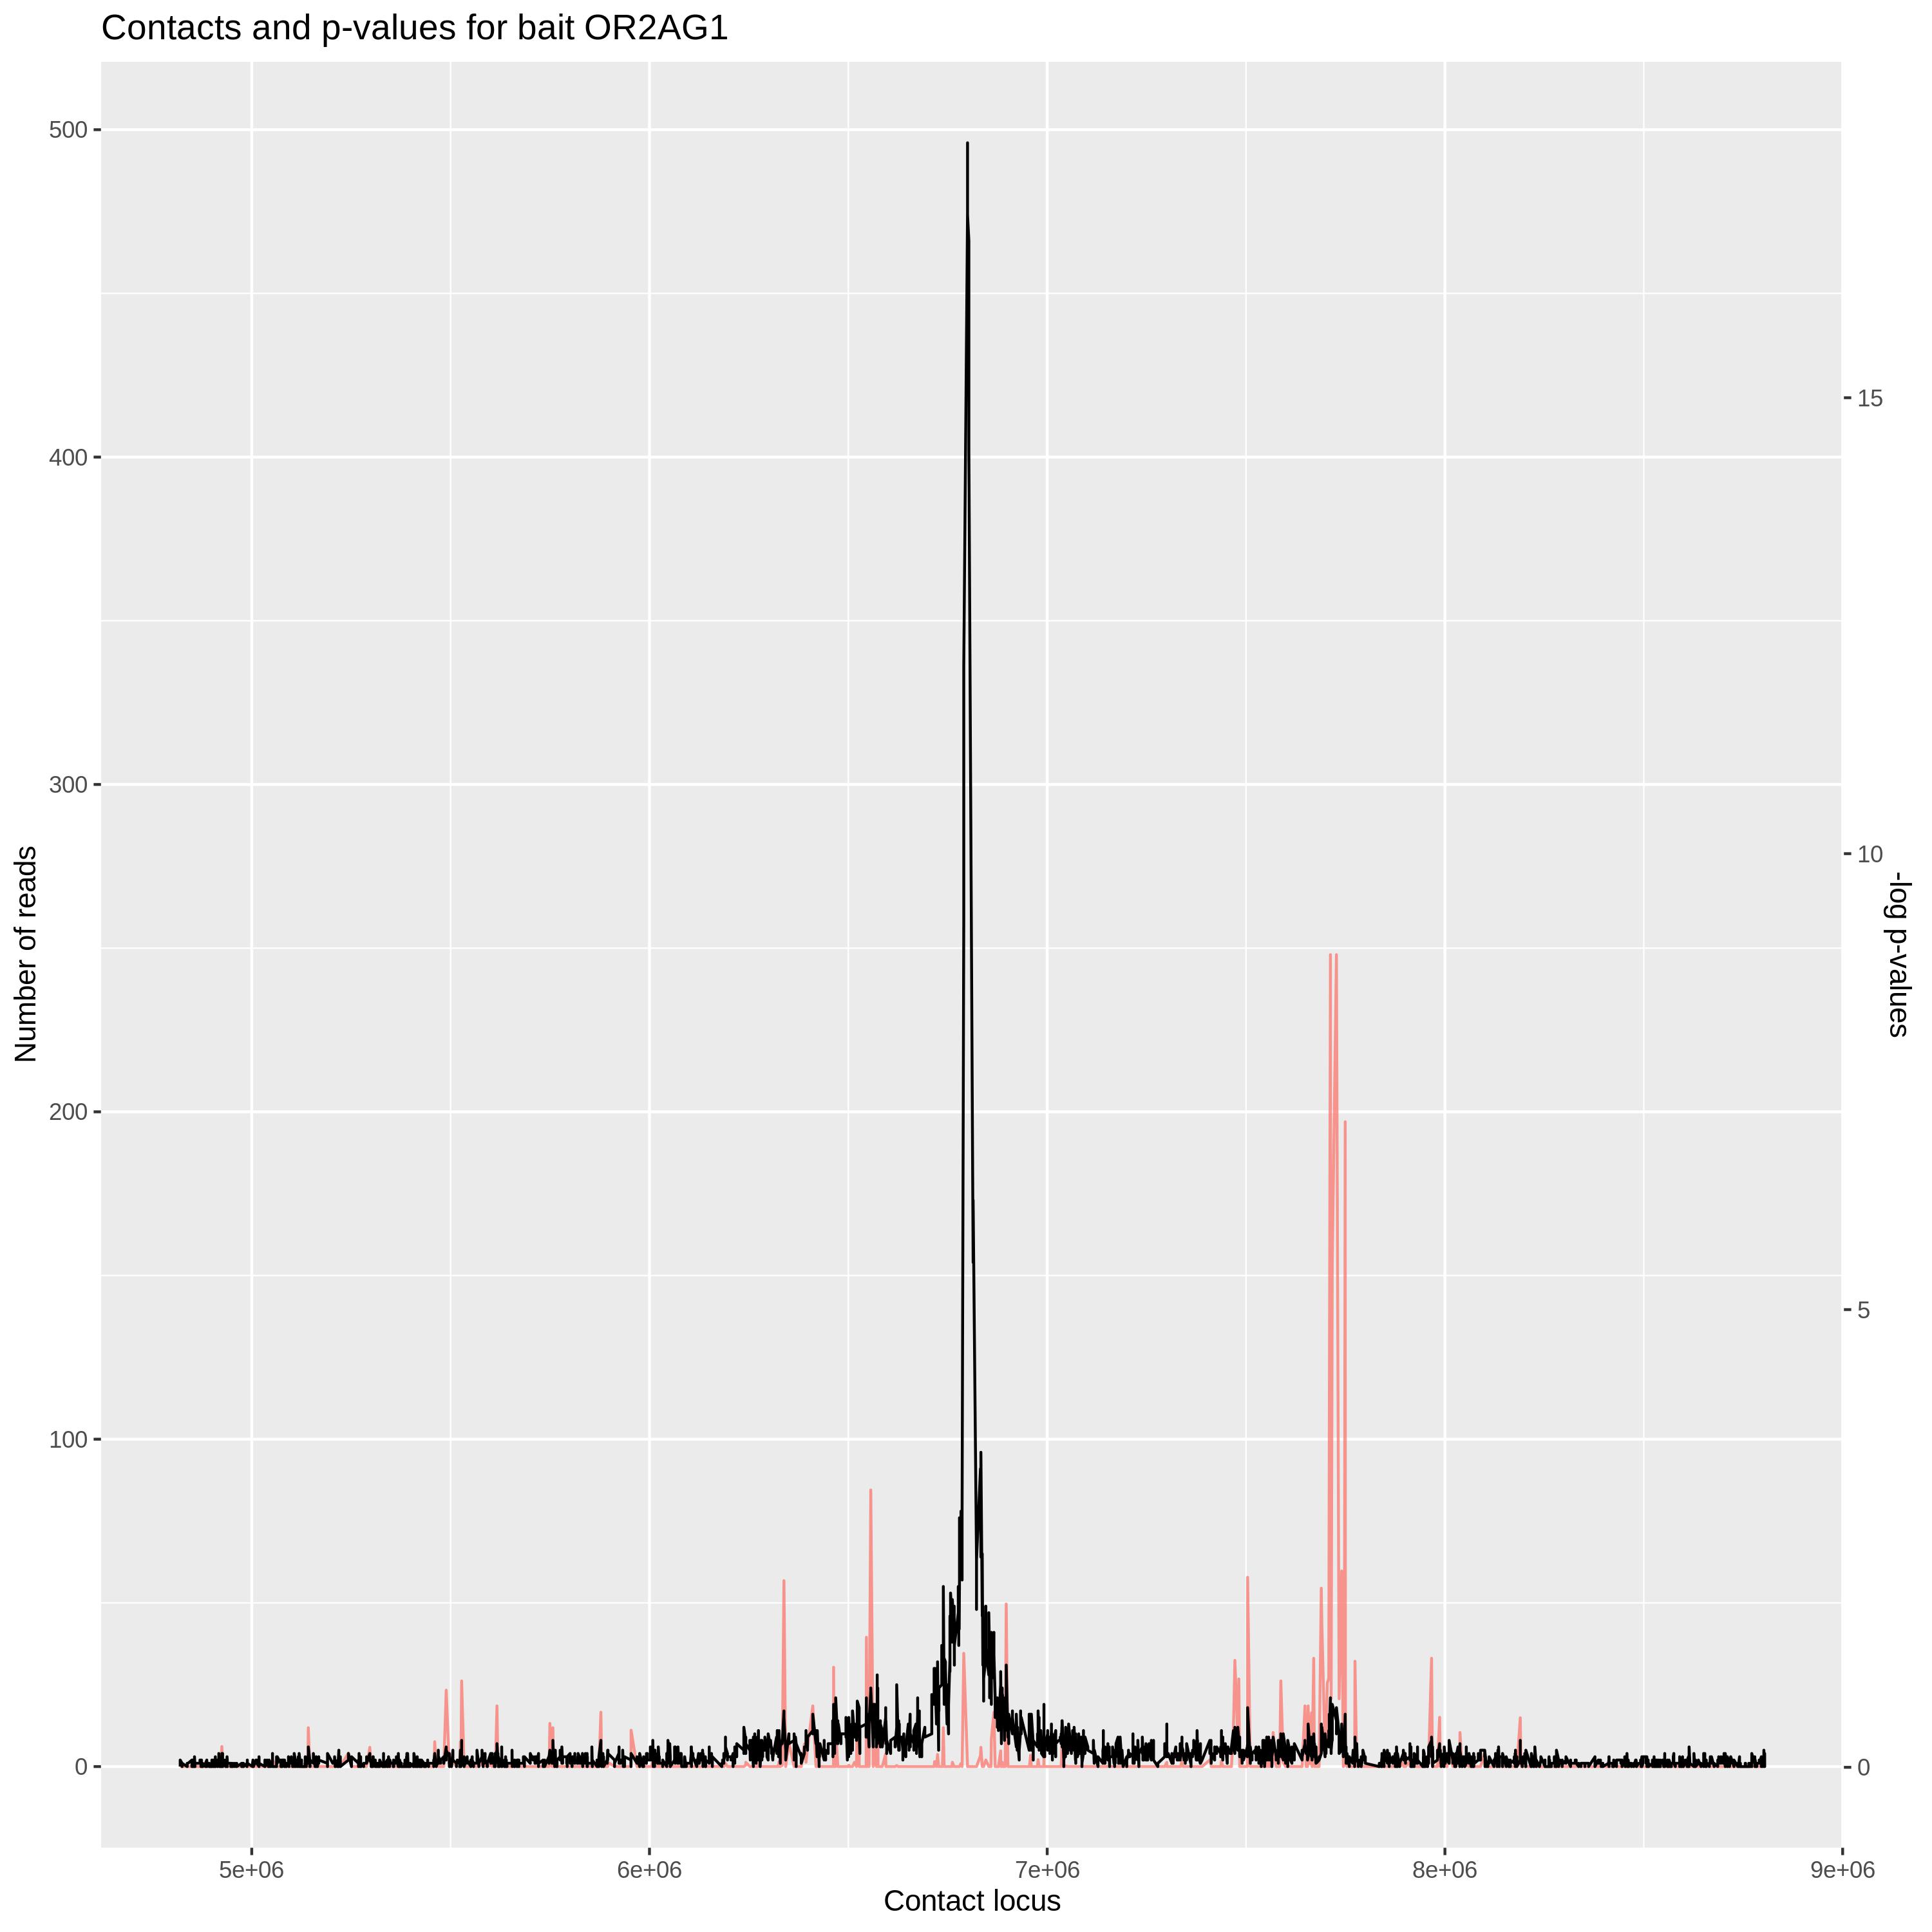 Contacts and p-values for bait OR2AG1
500
400
300
200
100
0
Number of reads
15
10
5
0
-log p-values
5e+06 6e+06 7e+06 8e+06 9e+06
Contact locus